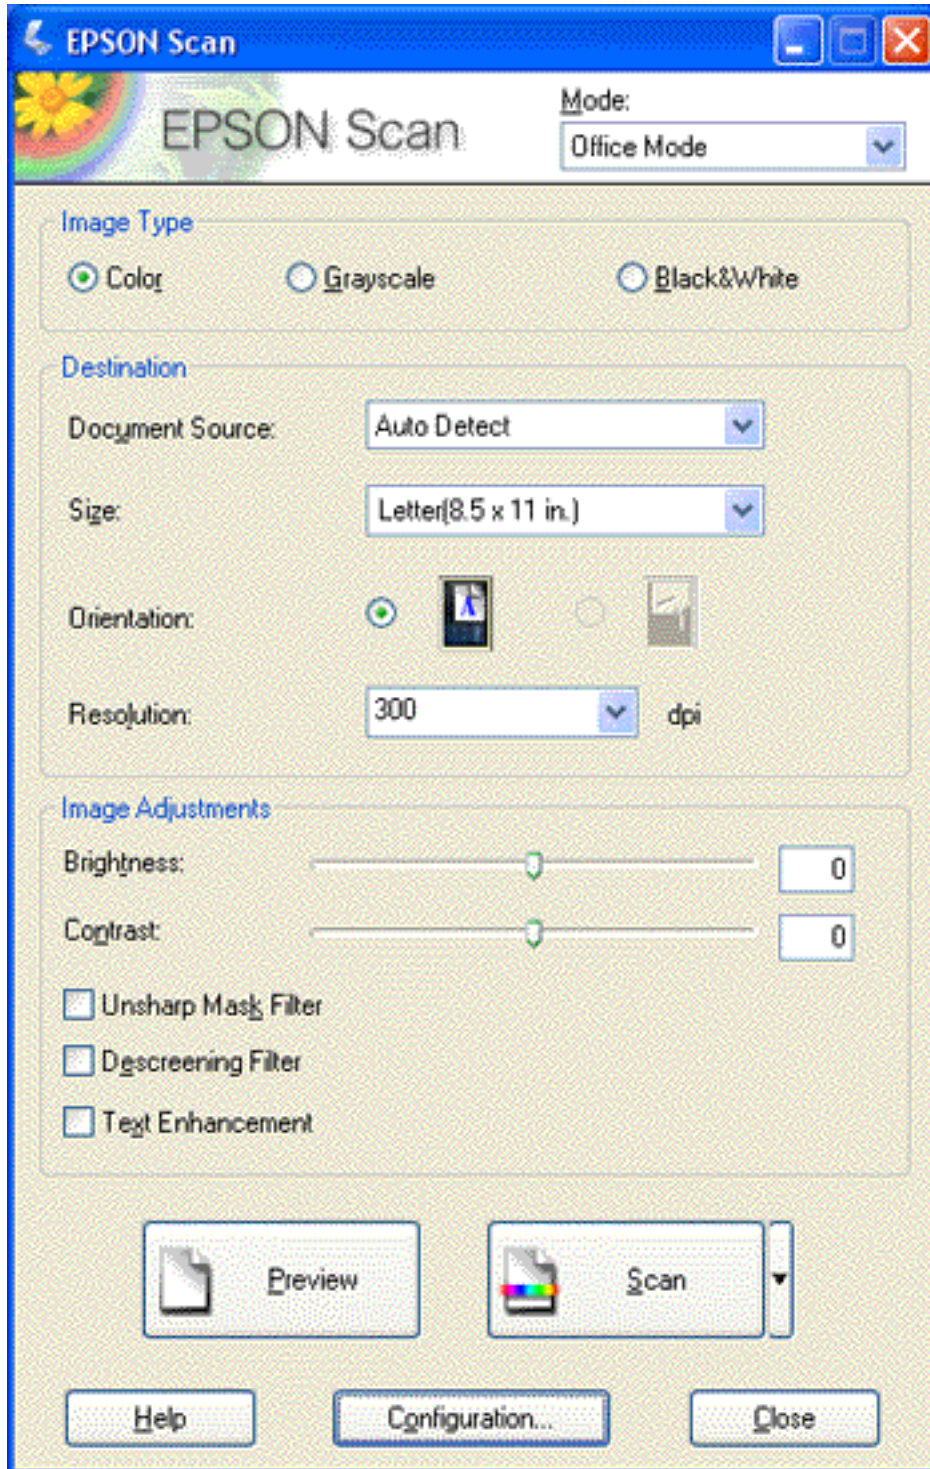 EPSON Scan
EPSON Scan
Mode:
Office Mode
Image Type
Color Grayscale Black&White
Destination
Document Source: Auto Detect
Size: Letter(8.5 x 11 in.)
Orientation: A
Resolution: 300 dpi
Image Adjustments
Brightness: 0
Contrast: 0
Unsharp Mask Filter
Descreening Filter
Text Enhancement
Preview Scan
Help Configuration... Close